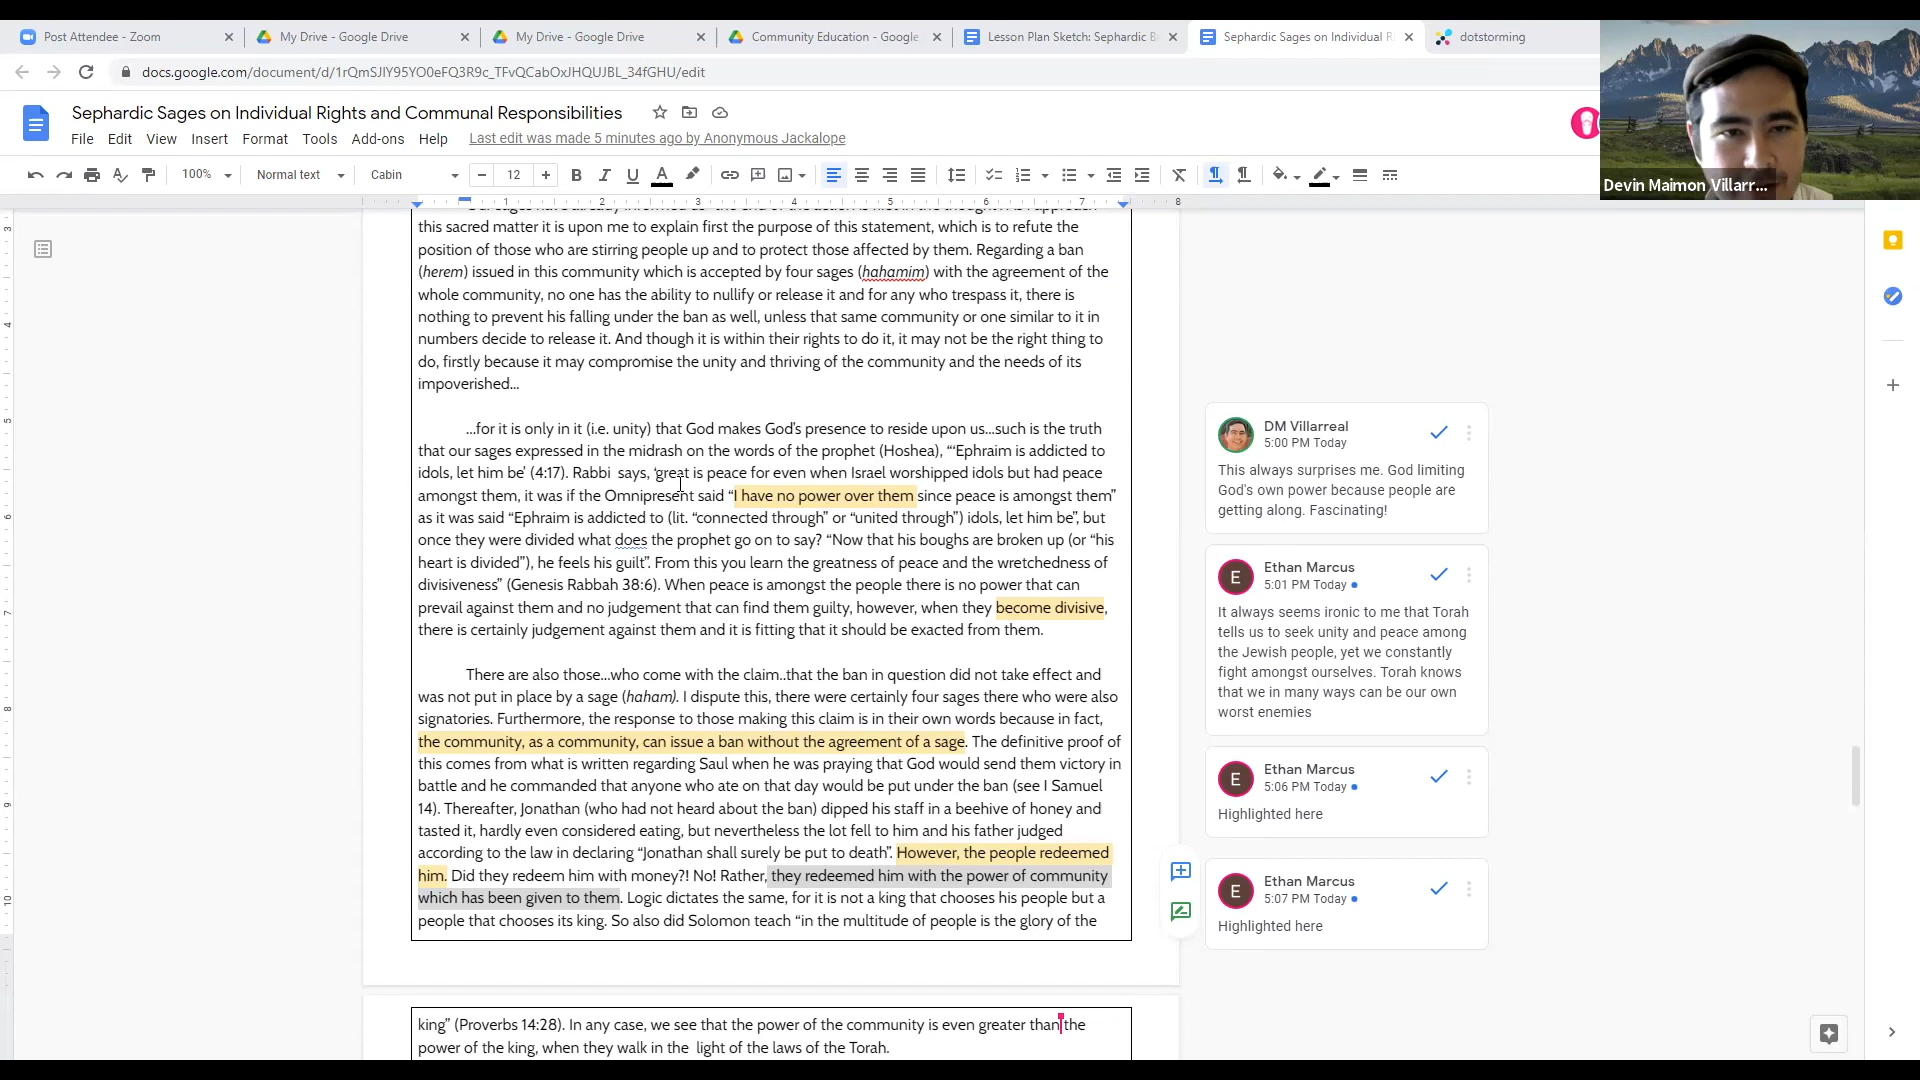 Post Attendee - Zoom
My Drive - Google Drive
My Drive - Google Drive
Community Education - Google
Lesson Plan Sketch: Sephardic B
Sephardic Sages on Individual R
dotstorming
docs.google.com/document/d/1rQmSJlY95YO0eFQ3R9c_TFvQCabOxJHQUJBL_34fGHU/edit
Sephardic Sages on Individual Rights and Communal Responsibilities
File Edit View Insert Format Tools Add-ons Help Last edit was made 5 minutes ago by Anonymous Jackalope
100% Normal text Cabin 12
Devin Maimon Villarr...
this sacred matter it is upon me to explain first the purpose of this statement, which is to refute the
position of those who are stirring people up and to protect those affected by them. Regarding a ban
(herem) issued in this community which is accepted by four sages (hahamim) with the agreement of the
whole community, no one has the ability to nullify or release it and for any who trespass it, there is
nothing to prevent his falling under the ban as well, unless that same community or one similar to it in
numbers decide to release it. And though it is within their rights to do it, it may not be the right thing to
do, firstly because it may compromise the unity and thriving of the community and the needs of its
impoverished...
...for it is only in it (i.e. unity) that God makes God's presence to reside upon us...such is the truth
that our sages expressed in the midrash on the words of the prophet (Hoshea), "'Ephraim is addicted to
idols, let him be' (4:17). Rabbi  says, 'great is peace for even when Israel worshipped idols but had peace
amongst them, it was if the Omnipresent said "I have no power over them since peace is amongst them"
as it was said "Ephraim is addicted to (lit. "connected through" or "united through") idols, let him be", but
once they were divided what does the prophet go on to say? "Now that his boughs are broken up (or "his
heart is divided"), he feels his guilt". From this you learn the greatness of peace and the wretchedness of
divisiveness" (Genesis Rabbah 38:6). When peace is amongst the people there is no power that can
prevail against them and no judgement that can find them guilty, however, when they become divisive,
there is certainly judgement against them and it is fitting that it should be exacted from them.
There are also those...who come with the claim..that the ban in question did not take effect and
was not put in place by a sage (haham). I dispute this, there were certainly four sages there who were also
signatories. Furthermore, the response to those making this claim is in their own words because in fact,
the community, as a community, can issue a ban without the agreement of a sage. The definitive proof of
this comes from what is written regarding Saul when he was praying that God would send them victory in
battle and he commanded that anyone who ate on that day would be put under the ban (see I Samuel
14). Thereafter, Jonathan (who had not heard about the ban) dipped his staff in a beehive of honey and
tasted it, hardly even considered eating, but nevertheless the lot fell to him and his father judged
according to the law in declaring "Jonathan shall surely be put to death". However, the people redeemed
him. Did they redeem him with money?! No! Rather, they redeemed him with the power of community
which has been given to them. Logic dictates the same, for it is not a king that chooses his people but a
people that chooses its king. So also did Solomon teach "in the multitude of people is the glory of the
king" (Proverbs 14:28). In any case, we see that the power of the community is even greater than the
power of the king, when they walk in the  light of the laws of the Torah.
DM Villarreal
5:00 PM Today
This always surprises me. God limiting
God's own power because people are
getting along. Fascinating!
E
Ethan Marcus
5:01 PM Today
It always seems ironic to me that Torah
tells us to seek unity and peace among
the Jewish people, yet we constantly
fight amongst ourselves. Torah knows
that we in many ways can be our own
worst enemies
E
Ethan Marcus
5:06 PM Today
Highlighted here
E
Ethan Marcus
5:07 PM Today
Highlighted here